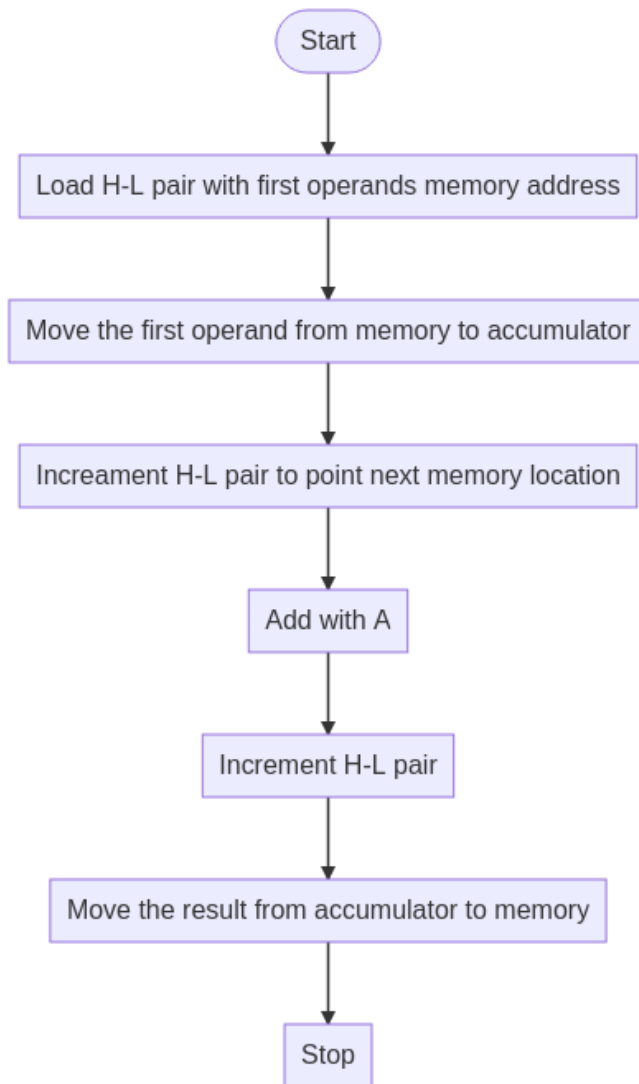 Start
Load H-L pair with first operands memory address
Move the first operand from memory to accumulator
Increament H-L pair to point next memory location
Add with A
Increment H-L pair
Move the result from accumulator to memory
Stop